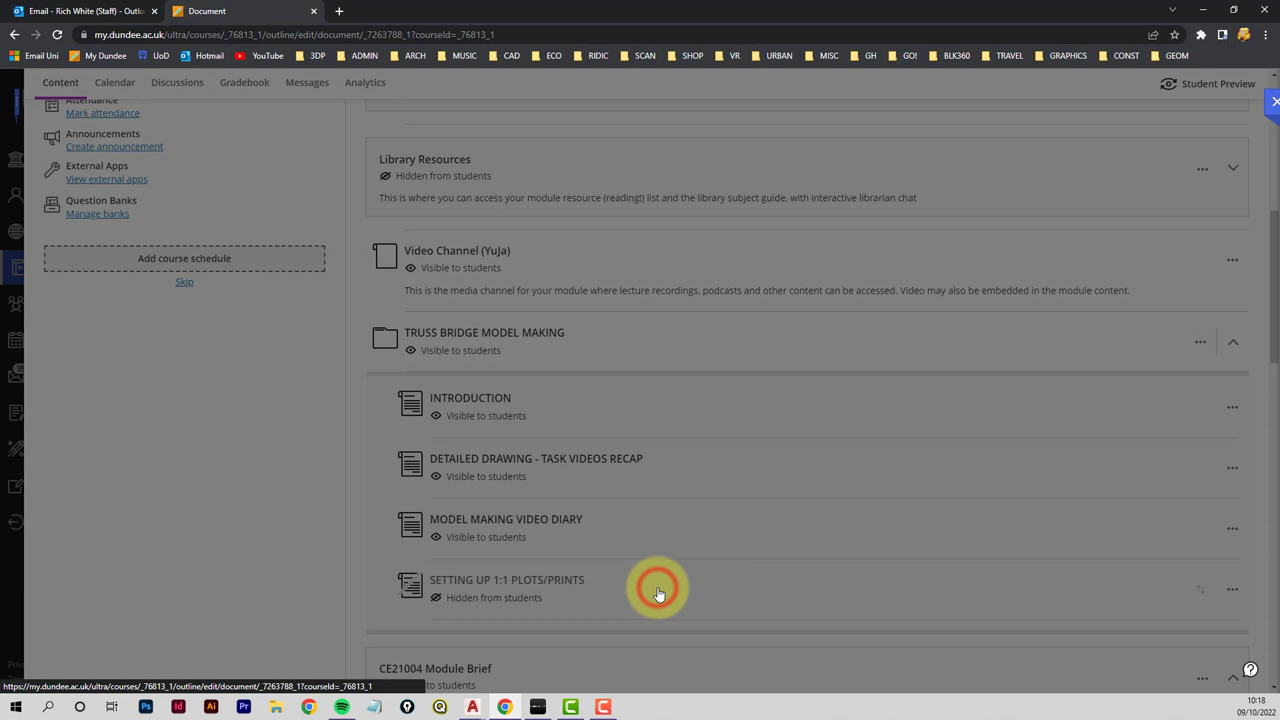 Email - Rich White (Staff) - Outlo
Document
my.dundee.ac.uk/ultra/courses/_76813_1/outline/edit/document/_7263788_1?courseId=_76813_1
Email Uni
My Dundee
UoD
Hotmail
YouTube
3DP
ADMIN
ARCH
MUSIC
CAD
ECO
RIDIC
SCAN
SHOP
VR
URBAN
MISC
GH
GO!
BLK360
TRAVEL
GRAPHICS
CONST
GEOM
Content
Calendar
Discussions
Gradebook
Messages
Analytics
Student Preview
Attendance
Mark attendance
Announcements
Create announcement
External Apps
View external apps
Question Banks
Manage banks
Add course schedule
Skip
Library Resources
Hidden from students
This is where you can access your module resource (reading!) list and the library subject guide, with interactive librarian chat
Video Channel (YuJa)
Visible to students
This is the media channel for your module where lecture recordings, podcasts and other content can be accessed. Video may also be embedded in the module content.
TRUSS BRIDGE MODEL MAKING
Visible to students
INTRODUCTION
Visible to students
DETAILED DRAWING - TASK VIDEOS RECAP
Visible to students
MODEL MAKING VIDEO DIARY
Visible to students
SETTING UP 1:1 PLOTS/PRINTS
Hidden from students
CE21004 Module Brief
to students
https://my.dundee.ac.uk/ultra/courses/_76813_1/outline/edit/document/_7263788_1?courseId=_76813_1
Ps
Id
Ai
Pr
10:18
09/10/2022